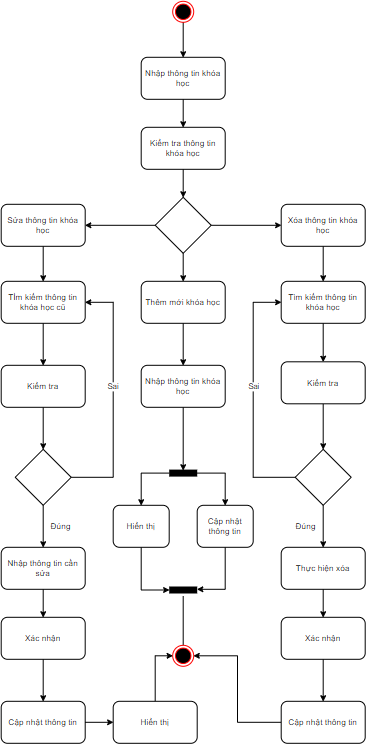 Nhập thông tin khóa
học
Kiểm tra thông tin
khóa học
Sửa thông tin khóa
học
Xóa thông tin khóa
học
Tìm kiếm thông tin
khóa học cũ
Thêm mới khóa học
Tìm kiếm thông tin
khóa học
Kiểm tra
Sai
Nhập thông tin khóa
học
Sai
Kiểm tra
Đúng
Hiển thị
Cập nhật
thông tin
Đúng
Nhập thông tin cần
sửa
Thực hiện xóa
Xác nhận
Xác nhận
Cập nhật thông tin
Hiển thị
Cập nhật thông tin